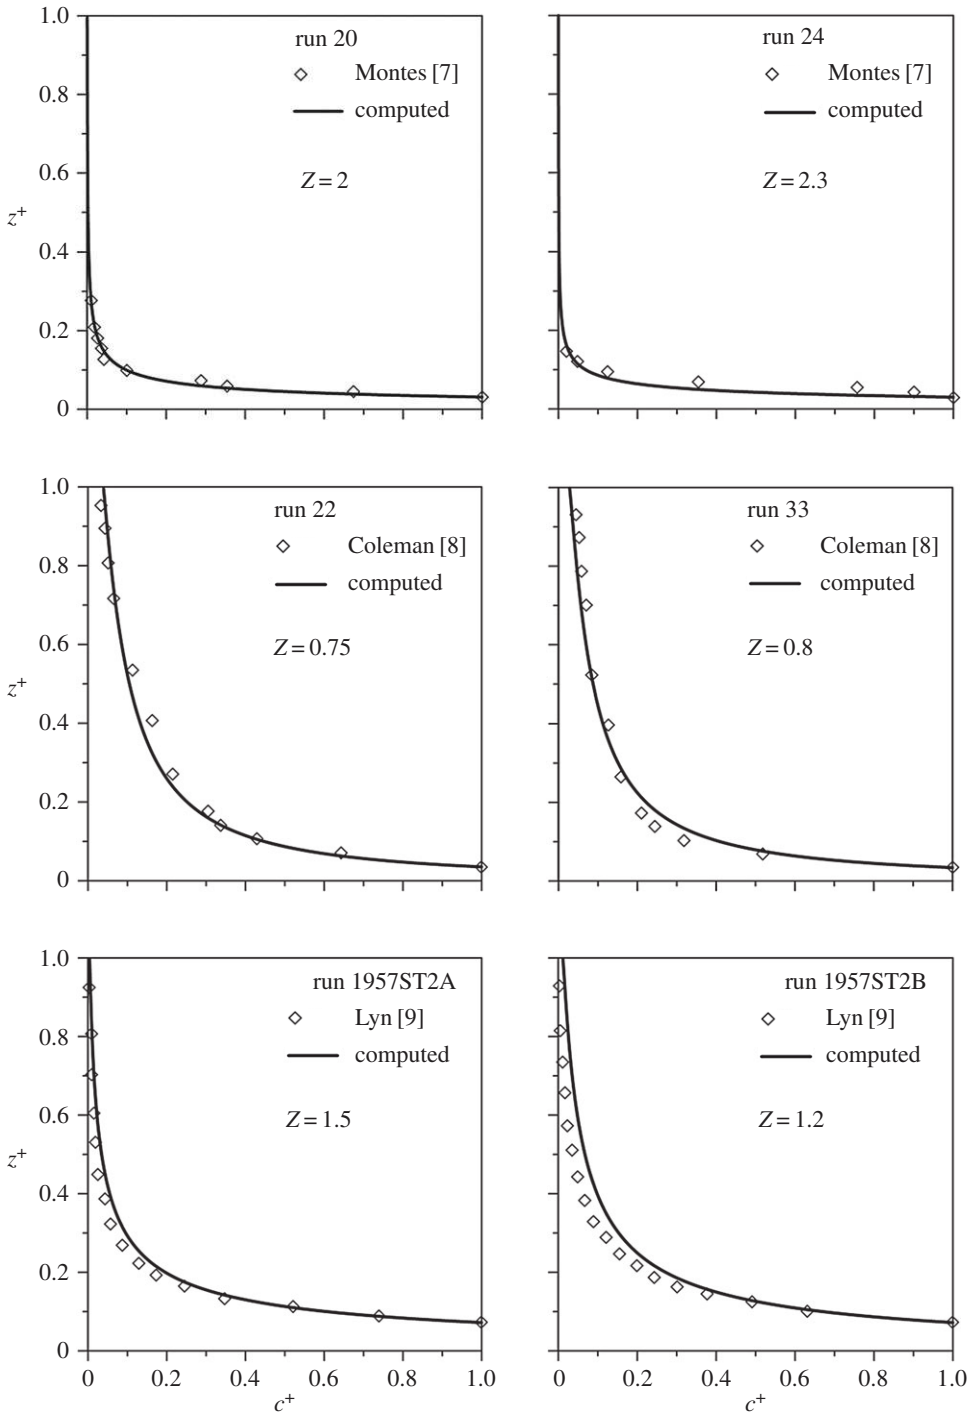 1.0
run 20
run 24
Montes [7]
Montes [7]
0.8
computed
computed
0.6
Z = 2
Z = 2.3
z+
0.4
0.2
0
1.0
run 22
run 33
Coleman [8]
Coleman [8]
0.8
computed
computed
0.6
Z = 0.75
Z = 0.8
z+
0.4
0.2
0
1.0
run 1957ST2A
run 1957ST2B
Lyn [9]
Lyn [9]
0.8
computed
computed
0.6
Z = 1.5
Z = 1.2
z+
0.4
0.2
0
0 0.2 0.4 0.6 0.8 1.0
0 0.2 0.4 0.6 0.8 1.0
c+
c+